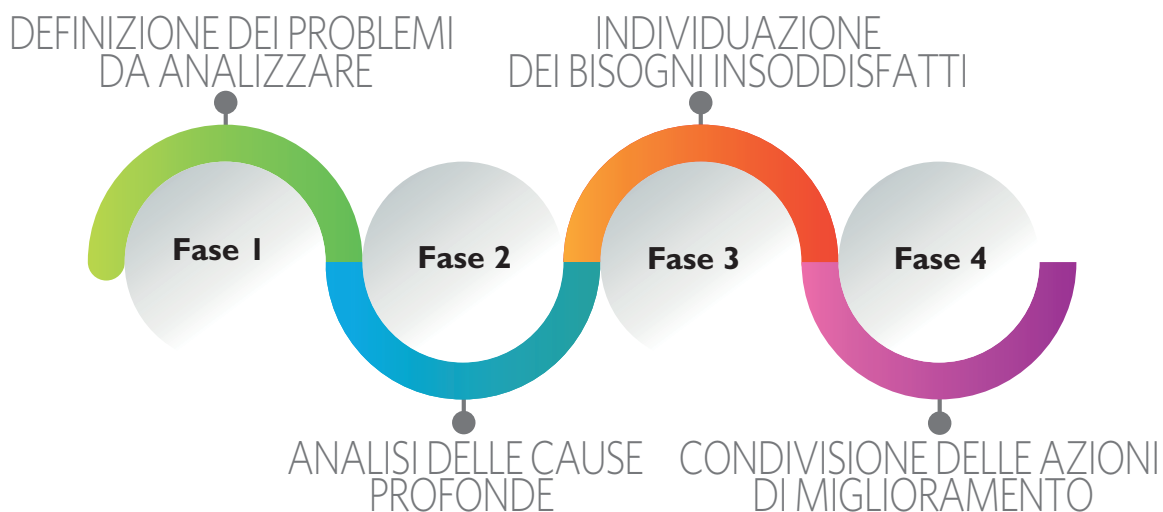 DEFINIZIONE DEI PROBLEMI
DA ANALIZZARE
INDIVIDUAZIONE
DEI BISOGNI INSODDISFATTI
Fase 1
Fase 2
Fase 3
Fase 4
ANALISI DELLE CAUSE
PROFONDE
CONDIVISIONE DELLE AZIONI
DI MIGLIORAMENTO